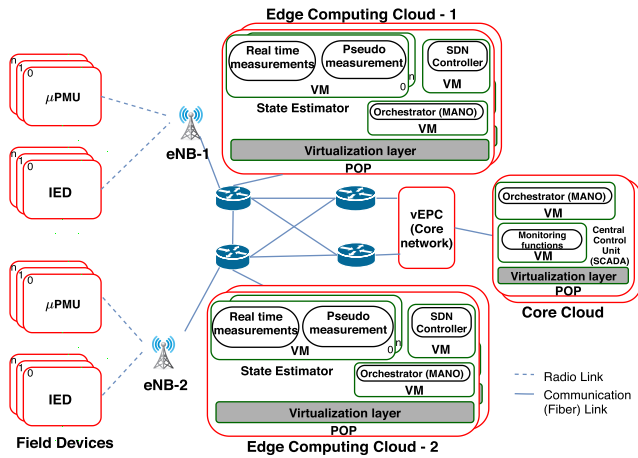 Edge Computing Cloud - 1
n
1
0
μPMU
Real time
measurements
Pseudo
measurement
n
0
VM
SDN
Controller
VM
State Estimator
Orchestrator (MANO)
VM
Virtualization layer
POP
eNB-1
n
1
0
IED
vEPC
(Core
network)
Orchestrator (MANO)
VM
Monitoring
functions
VM
Central
Control
Unit
(SCADA)
Virtualization layer
POP
Core Cloud
n
1
0
μPMU
Real time
measurements
Pseudo
measurement
n
0
VM
SDN
Controller
VM
State Estimator
Orchestrator (MANO)
VM
Virtualization layer
POP
eNB-2
n
1
0
IED
Field Devices
Edge Computing Cloud - 2
Radio Link
Communication
(Fiber) Link